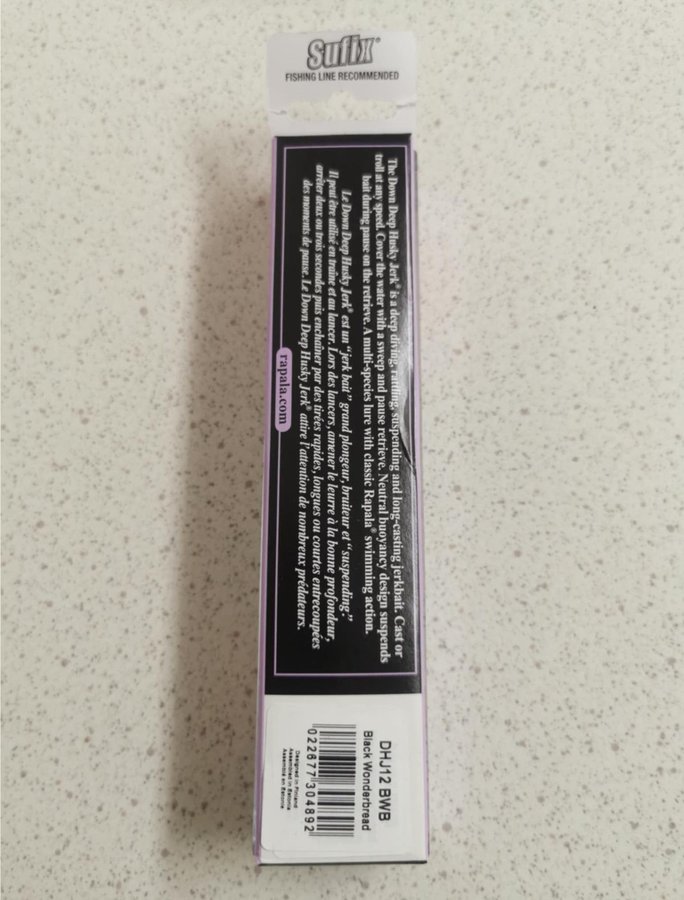 Sufix®
FISHING LINE RECOMMENDED
The Down Deep Husky Jerk® is a deep diving, rattling, suspending and long-casting jerkbait. Cast or
troll at any speed. Cover the water with a sweep and pause retrieve. Neutral buoyancy design suspends
bait during pause on the retrieve. A multi-species lure with classic Rapala® swimming action.
Le Down Deep Husky Jerk® est un "jerk bait" grand plongeur, bruiteur et "suspending."
Il peut être utilisé en traîne et au lancer. Lors des lancers, amener le leurre à la bonne profondeur,
arrêter deux ou trois secondes puis enchaîner par des tirées rapides, longues ou courtes entrecoupées
des moments de pause. Le Down Deep Husky Jerk® attire l'attention de nombreux prédateurs.
rapala.com
DHJ12 BWB
Black Wonderbread
022677 304892
Designed in Finland
Assembled in Estonia
Assemblé en Estonie